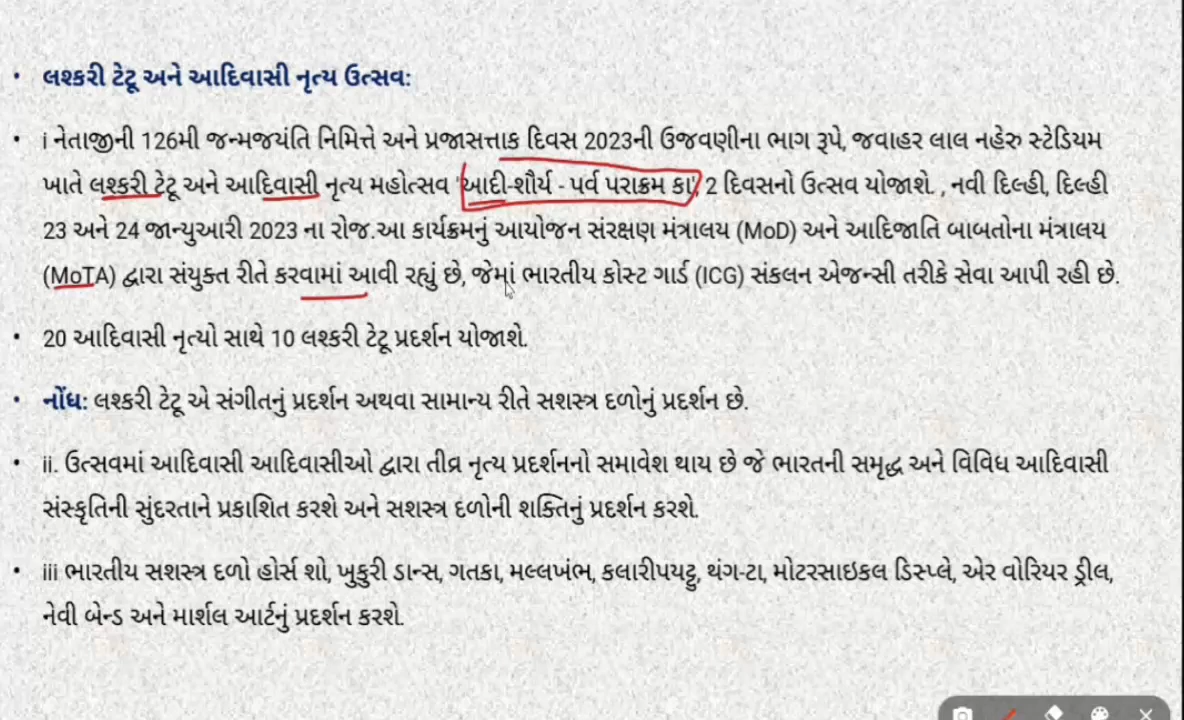 • લશ્કરી ટેટૂ અને આદિવાસી નૃત્ય ઉત્સવ:
• i નેતાજીની 126મી જન્મજયંતિ નિમિત્તે અને પ્રજાસત્તાક દિવસ 2023ની ઉજવણીના ભાગ રૂપે, જવાહર લાલ નહેરુ સ્ટેડિયમ
ખાતે લશ્કરી ટેટૂ અને આદિવાસી નૃત્ય મહોત્સવ 'આદી-શૌર્ય - પર્વ પરાક્રમ કા', 2 દિવસનો ઉત્સવ યોજાશે. , નવી દિલ્હી, દિલ્હી
23 અને 24 જાન્યુઆરી 2023 ના રોજ.આ કાર્યક્રમનું આયોજન સંરક્ષણ મંત્રાલય (MoD) અને આદિજાતિ બાબતોના મંત્રાલય
(MoTA) દ્વારા સંયુક્ત રીતે કરવામાં આવી રહ્યું છે, જેમાં ભારતીય કોસ્ટ ગાર્ડ (ICG) સંકલન એજન્સી તરીકે સેવા આપી રહી છે.
• 20 આદિવાસી નૃત્યો સાથે 10 લશ્કરી ટેટૂ પ્રદર્શન યોજાશે.
• નોંધ: લશ્કરી ટેટૂ એ સંગીતનું પ્રદર્શન અથવા સામાન્ય રીતે સશસ્ત્ર દળોનું પ્રદર્શન છે.
• ii. ઉત્સવમાં આદિવાસી આદિવાસીઓ દ્વારા તીવ્ર નૃત્ય પ્રદર્શનનો સમાવેશ થાય છે જે ભારતની સમૃદ્ધ અને વિવિધ આદિવાસી
સંસ્કૃતિની સુંદરતાને પ્રકાશિત કરશે અને સશસ્ત્ર દળોની શક્તિનું પ્રદર્શન કરશે.
• iii ભારતીય સશસ્ત્ર દળો હોર્સ શો, ખુકુરી ડાન્સ, ગતકા, મલ્લખંભ, કલારીપયટ્ટુ, થંગ-ટા, મોટરસાઇકલ ડિસ્પ્લે, એર વોરિયર ડ્રીલ,
નેવી બેન્ડ અને માર્શલ આર્ટનું પ્રદર્શન કરશે.